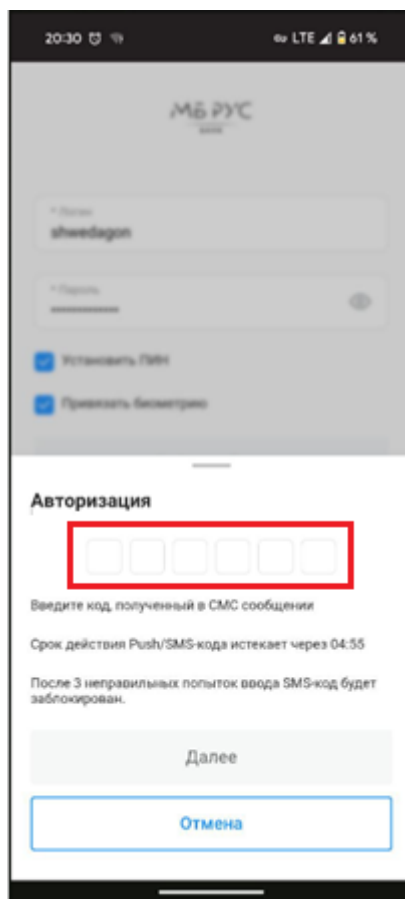 20:30 LTE 61 %
МБ РУС
БАНК
* Логин
shwedagon
* Пароль
Установить ПИН
Привязать биометрию
Авторизация
Введите код, полученный в СМС сообщении
Срок действия Push/SMS-кода истекает через 04:55
После 3 неправильных попыток ввода SMS-код будет
заблокирован.
Далее
Отмена